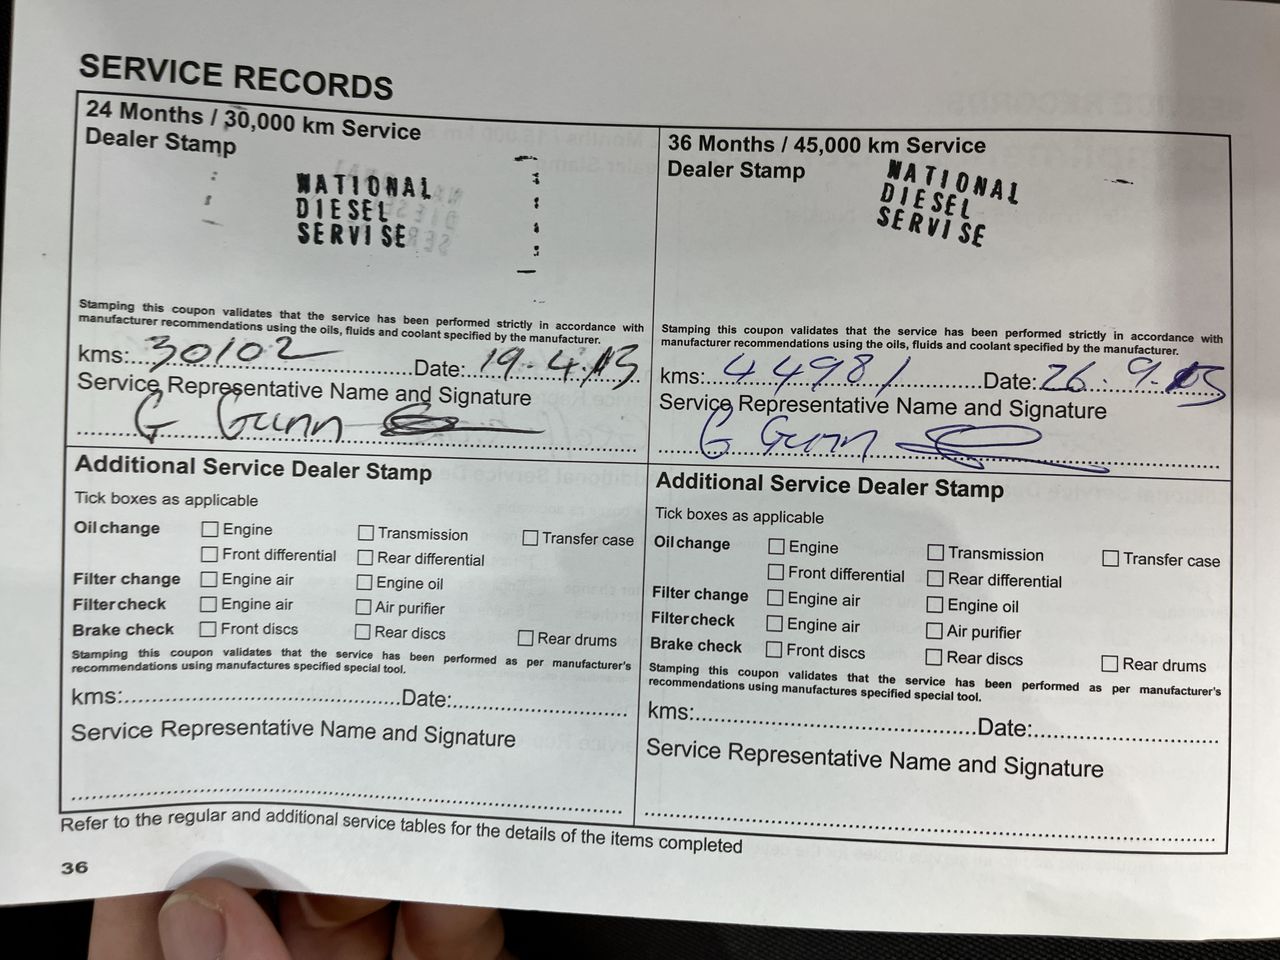 SERVICE RECORDS
24 Months / 30,000 km Service
Dealer Stamp
NATIONAL
DIESEL
SERVISE
Stamping this coupon validates that the service has been performed strictly in accordance with
manufacturer recommendations using the oils, fluids and coolant specified by the manufacturer.
kms:...30102...Date:..19.4.13
Service Representative Name and Signature
G Gunn
Additional Service Dealer Stamp
Tick boxes as applicable
Oil change Engine Transmission Transfer case
Front differential Rear differential
Filter change Engine air Engine oil
Filter check Engine air Air purifier
Brake check Front discs Rear discs Rear drums
Stamping this coupon validates that the service has been performed as per manufacturer's
recommendations using manufactures specified special tool.
kms:...Date:...
Service Representative Name and Signature
36 Months / 45,000 km Service
Dealer Stamp
NATIONAL
DIESEL
SERVISE
Stamping this coupon validates that the service has been performed strictly in accordance with
manufacturer recommendations using the oils, fluids and coolant specified by the manufacturer.
kms:...44981...Date:26.9.
Service Representative Name and Signature
G Gunn
Additional Service Dealer Stamp
Tick boxes as applicable
Oil change Engine Transmission Transfer case
Front differential Rear differential
Filter change Engine air Engine oil
Filter check Engine air Air purifier
Brake check Front discs Rear discs Rear drums
Stamping this coupon validates that the service has been performed as per manufacturer's
recommendations using manufactures specified special tool.
kms:...Date:...
Service Representative Name and Signature
Refer to the regular and additional service tables for the details of the items completed
36